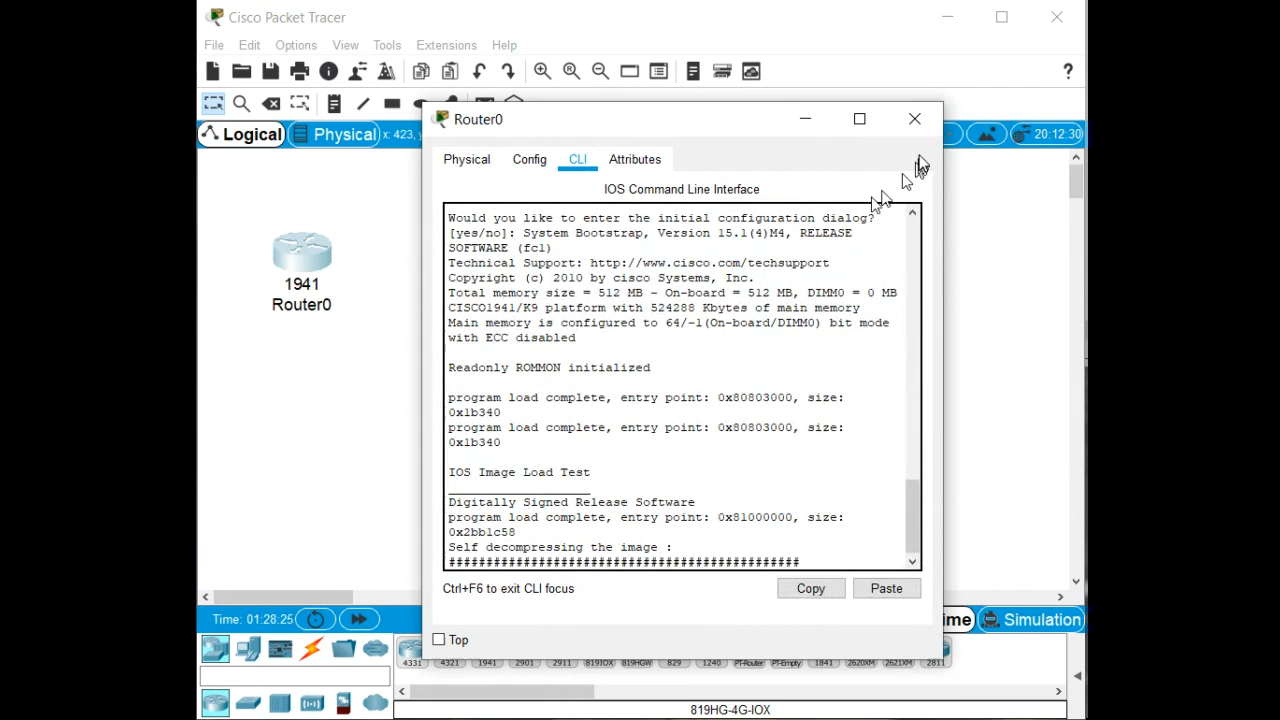 Cisco Packet Tracer
File Edit Options View Tools Extensions Help
?
Logical Physical x: 423, y 20:12:30
Router0
Physical Config CLI Attributes
IOS Command Line Interface
Would you like to enter the initial configuration dialog?
[yes/no]: System Bootstrap, Version 15.1(4)M4, RELEASE
SOFTWARE (fc1)
Technical Support: http://www.cisco.com/techsupport
Copyright (c) 2010 by cisco Systems, Inc.
Total memory size = 512 MB - On-board = 512 MB, DIMM0 = 0 MB
CISCO1941/K9 platform with 524288 Kbytes of main memory
Main memory is configured to 64/-1(On-board/DIMM0) bit mode
with ECC disabled
Readonly ROMMON initialized
program load complete, entry point: 0x80803000, size:
0x1b340
program load complete, entry point: 0x80803000, size:
0x1b340
IOS Image Load Test
___________________
Digitally Signed Release Software
program load complete, entry point: 0x81000000, size:
0x2bb1c58
Self decompressing the image :
###############################################
Ctrl+F6 to exit CLI focus Copy Paste
Top
1941
Router0
Time: 01:28:25 ime Simulation
4331 4321 1941 2901 2911 819IOX 819HGW 829 1240 PT-Router PT-Empty 1841 2620XM 2621XM 2811
819HG-4G-IOX